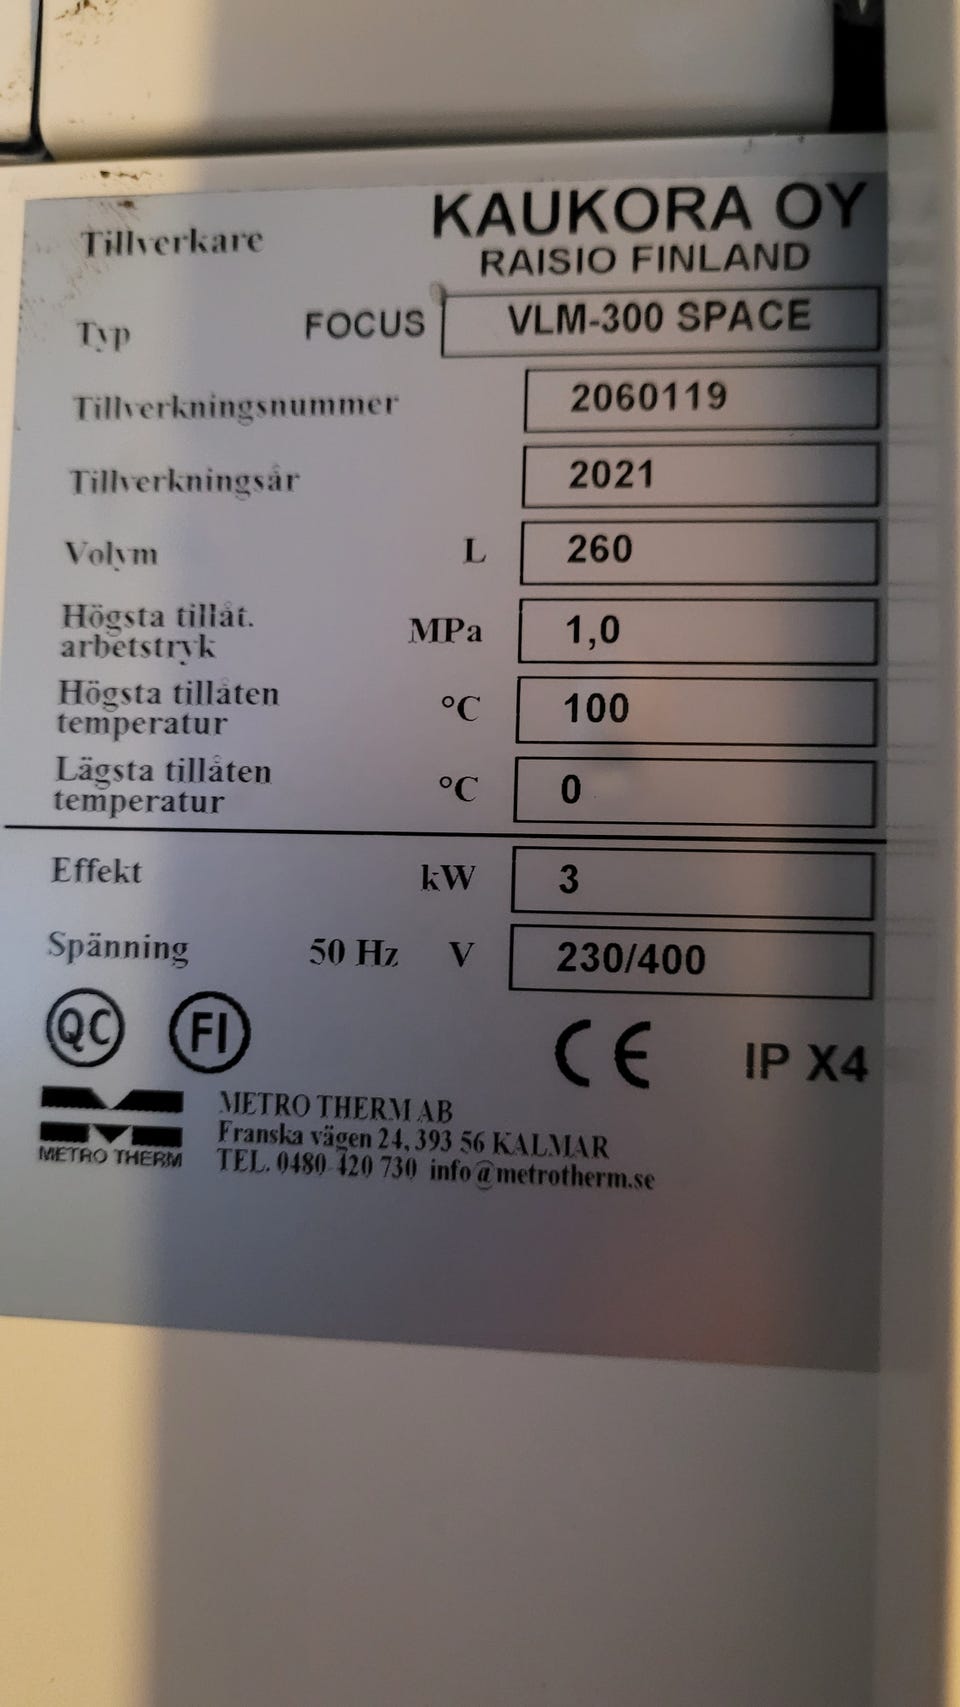 Tillverkare KAUKORA OY
RAISIO FINLAND
Typ FOCUS VLM-300 SPACE
Tillverkningsnummer 2060119
Tillverkningsår 2021
Volym L 260
Högsta tillåt. arbetstryk MPa 1,0
Högsta tillåten temperatur °C 100
Lägsta tillåten temperatur °C 0
Effekt kW 3
Spänning 50 Hz V 230/400
QC FI CE IP X4
METRO THERM AB
Franska vägen 24, 393 56 KALMAR
METRO THERM TEL. 0480-420 730 info@metrotherm.se